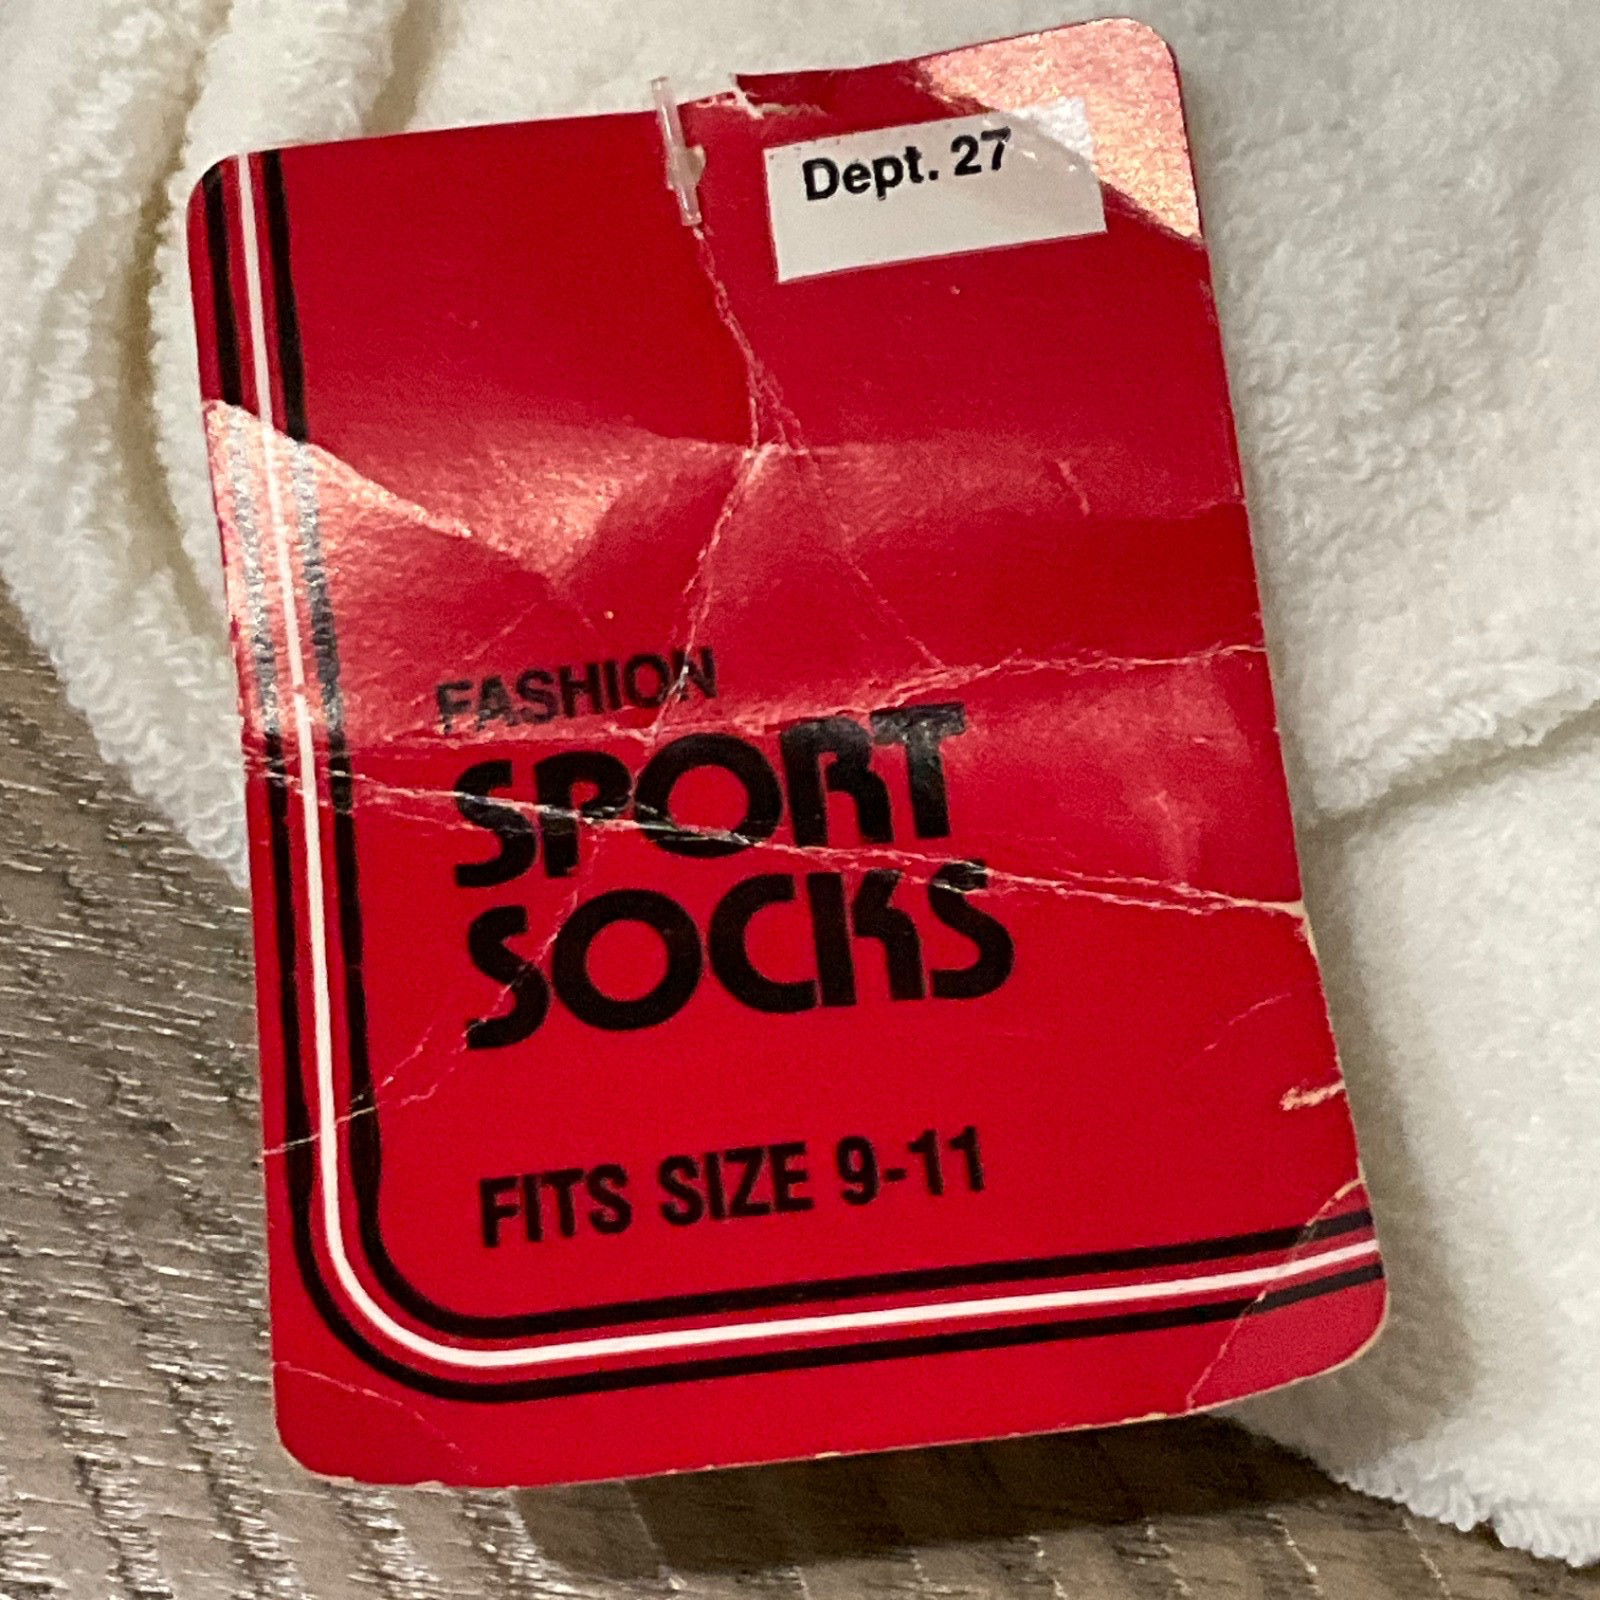 Dept. 27
FASHION
SPORT
SOCKS
FITS SIZE 9-11